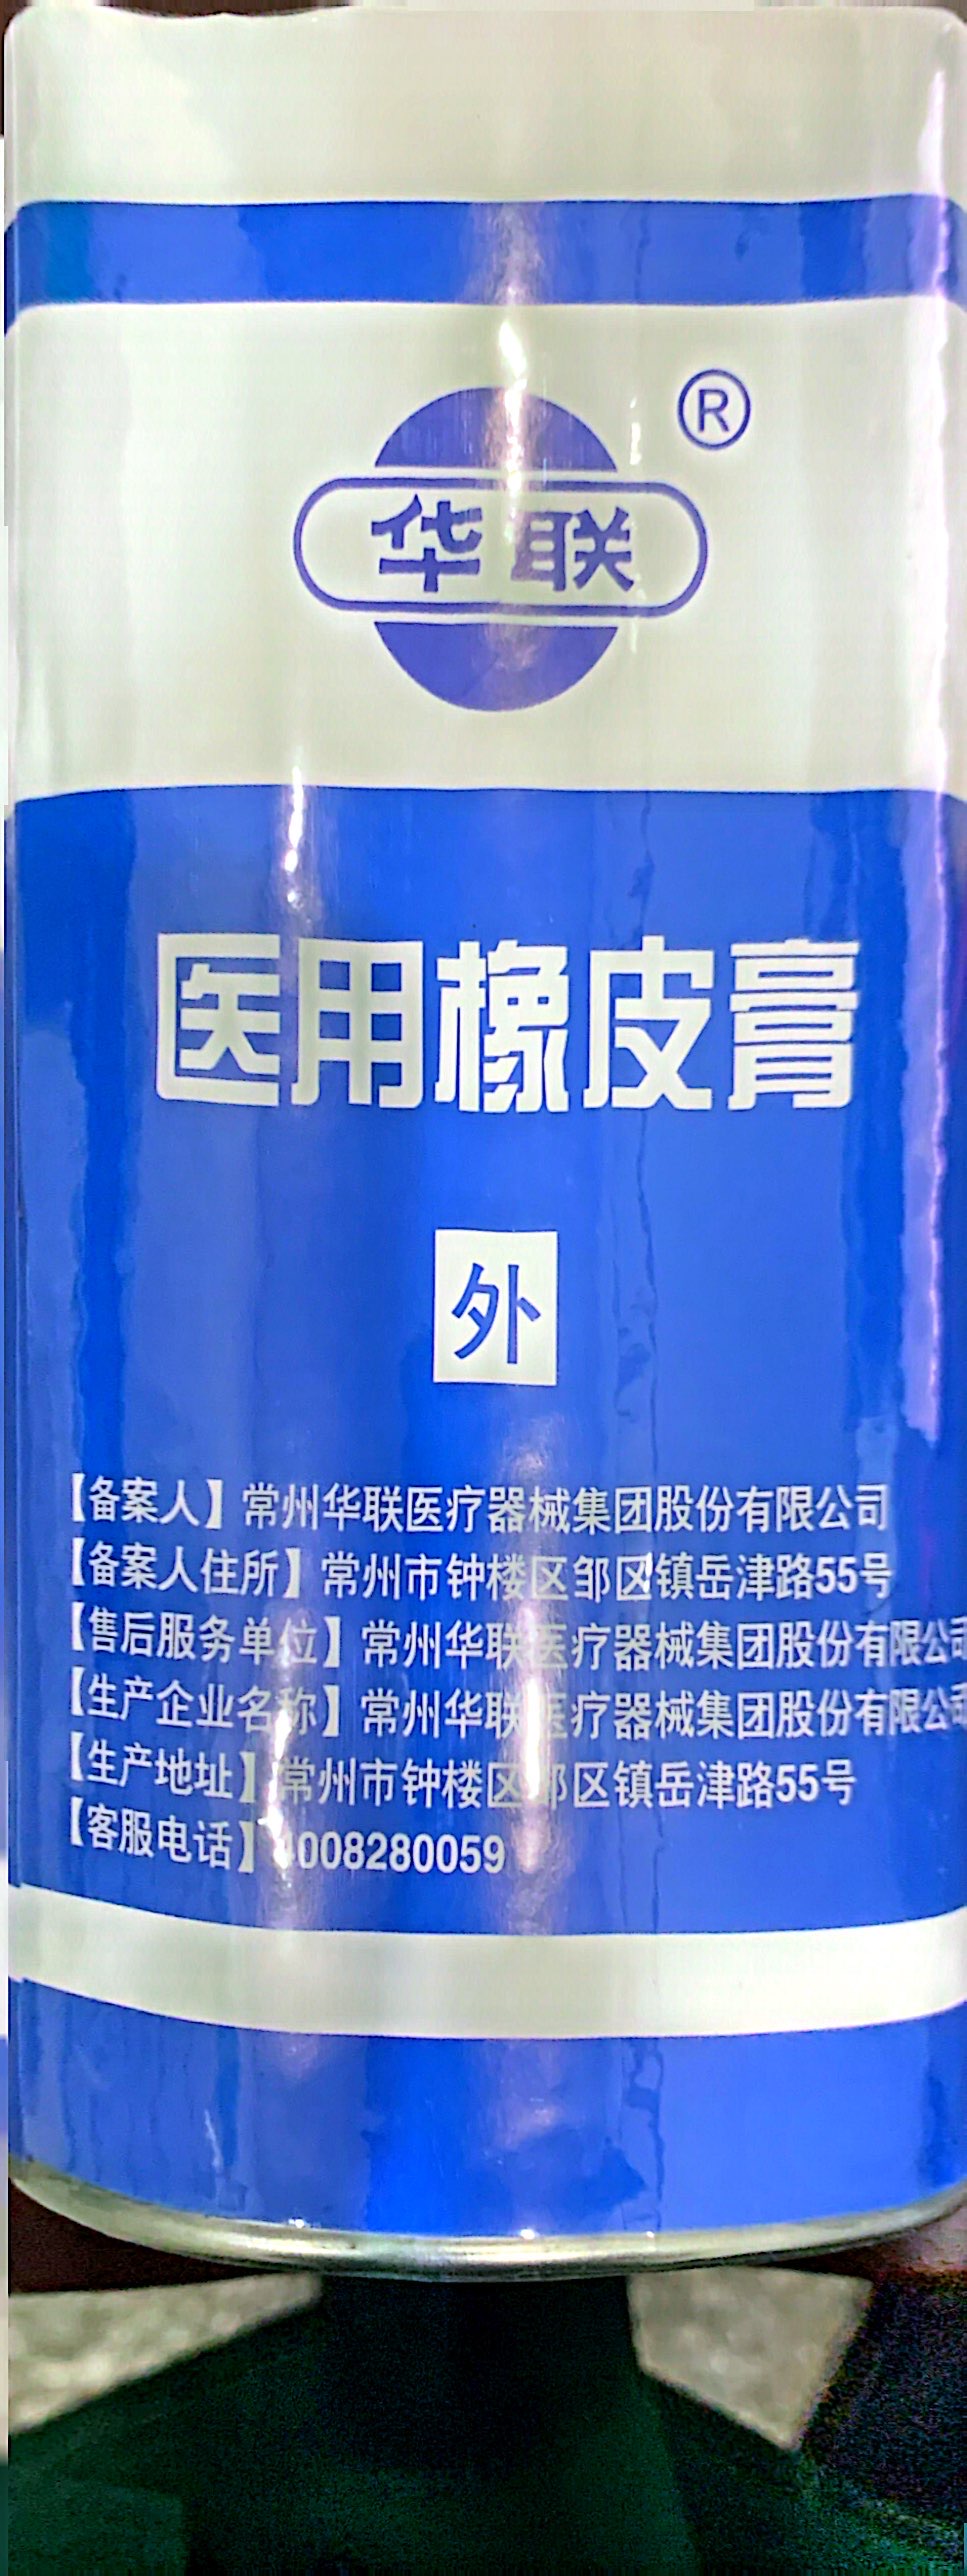 华联®
医用橡皮膏
外
【备案人】常州华联医疗器械集团股份有限公司
【备案人住所】常州市钟楼区邹区镇岳津路55号
【售后服务单位】常州华联医疗器械集团股份有限公司
【生产企业名称】常州华联医疗器械集团股份有限公司
【生产地址】常州市钟楼区邹区镇岳津路55号
【客服电话】4008280059